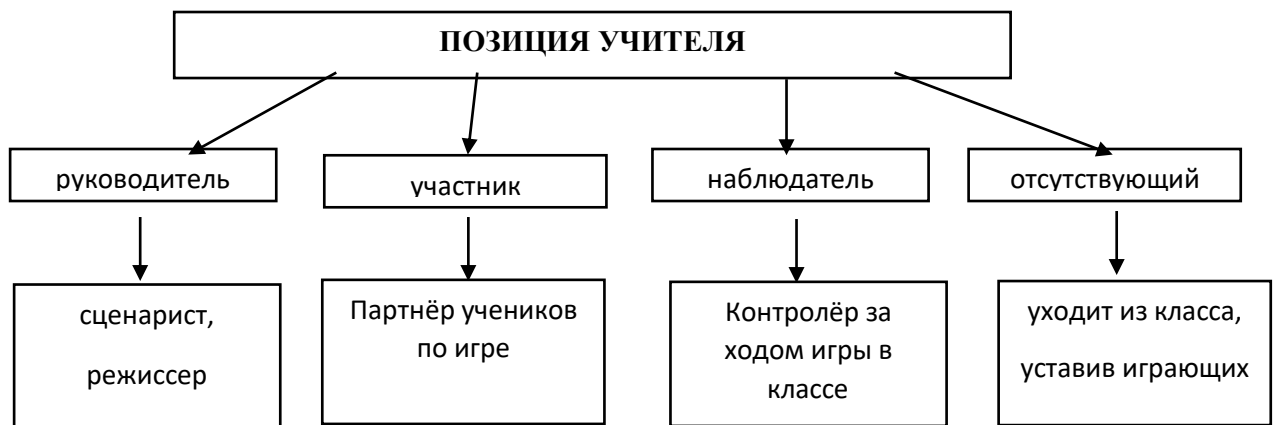 ПОЗИЦИЯ УЧИТЕЛЯ
руководитель
участник
наблюдатель
отсутствующий
сценарист,
режиссер
Партнёр учеников
по игре
Контролёр за
ходом игры в
классе
уходит из класса,
уставив играющих